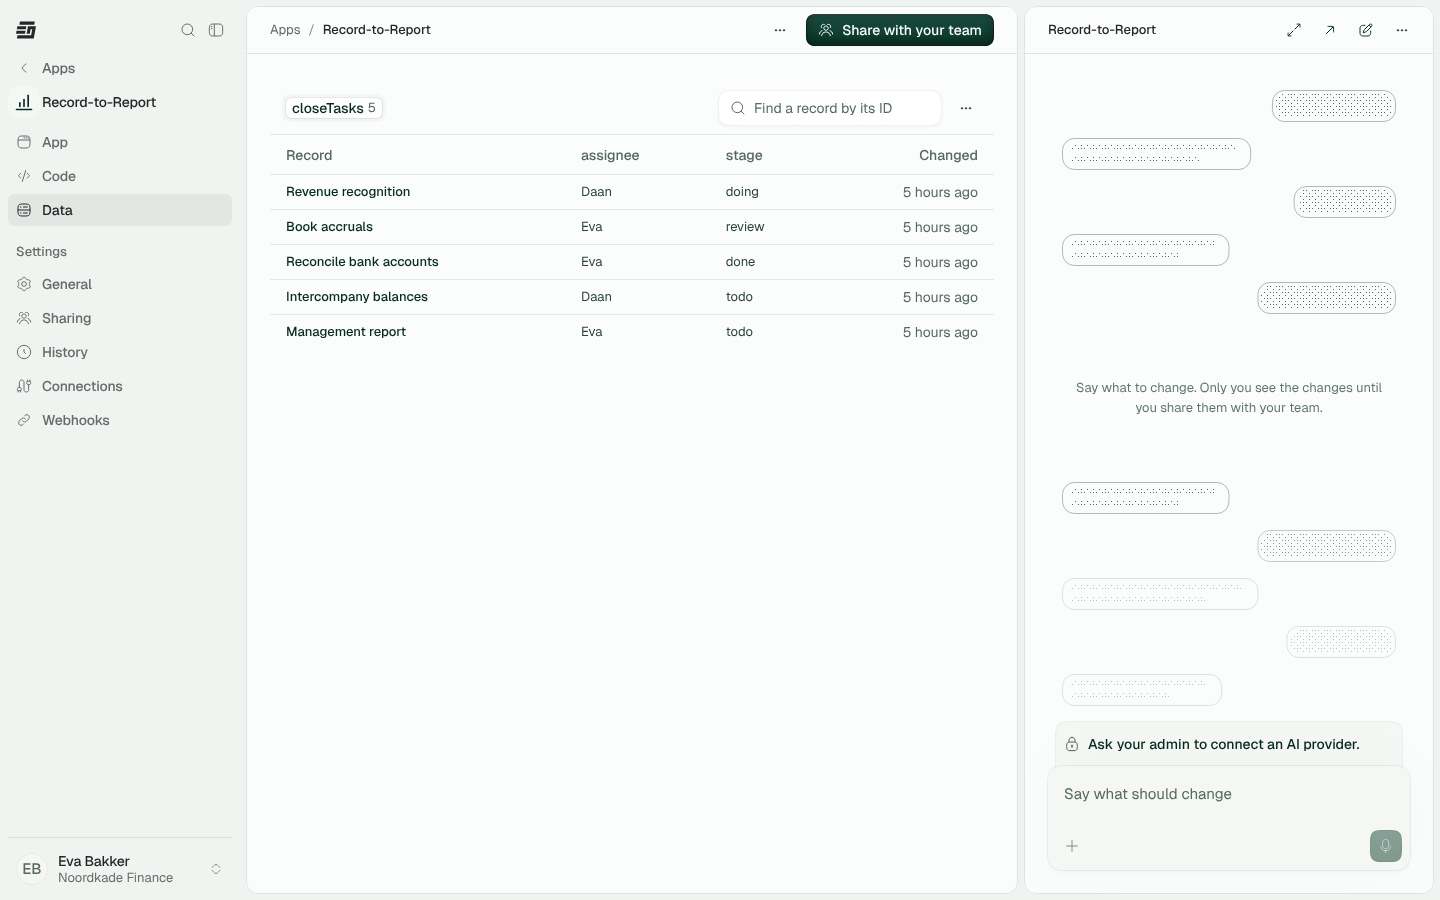 Apps
Record-to-Report
App
Code
Data
Settings
General
Sharing
History
Connections
Webhooks
EB
Eva Bakker
Noordkade Finance
Apps / Record-to-Report
Share with your team
closeTasks 5
Find a record by its ID
Record assignee stage Changed
Revenue recognition Daan doing 5 hours ago
Book accruals Eva review 5 hours ago
Reconcile bank accounts Eva done 5 hours ago
Intercompany balances Daan todo 5 hours ago
Management report Eva todo 5 hours ago
Record-to-Report
Say what to change. Only you see the changes until
you share them with your team.
Ask your admin to connect an AI provider.
Say what should change